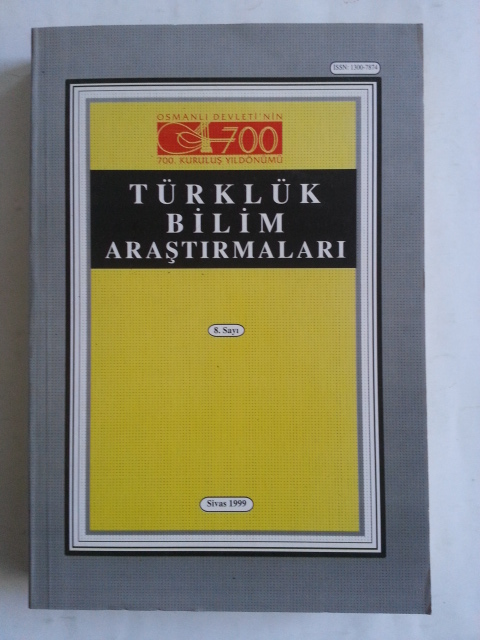 ISSN: 1300-7874
OSMANLI DEVLETİ'NİN
700
700. KURULUŞ YILDÖNÜMÜ
TÜRKLÜK
BİLİM
ARAŞTIRMALARI
8. Sayı
Sivas 1999